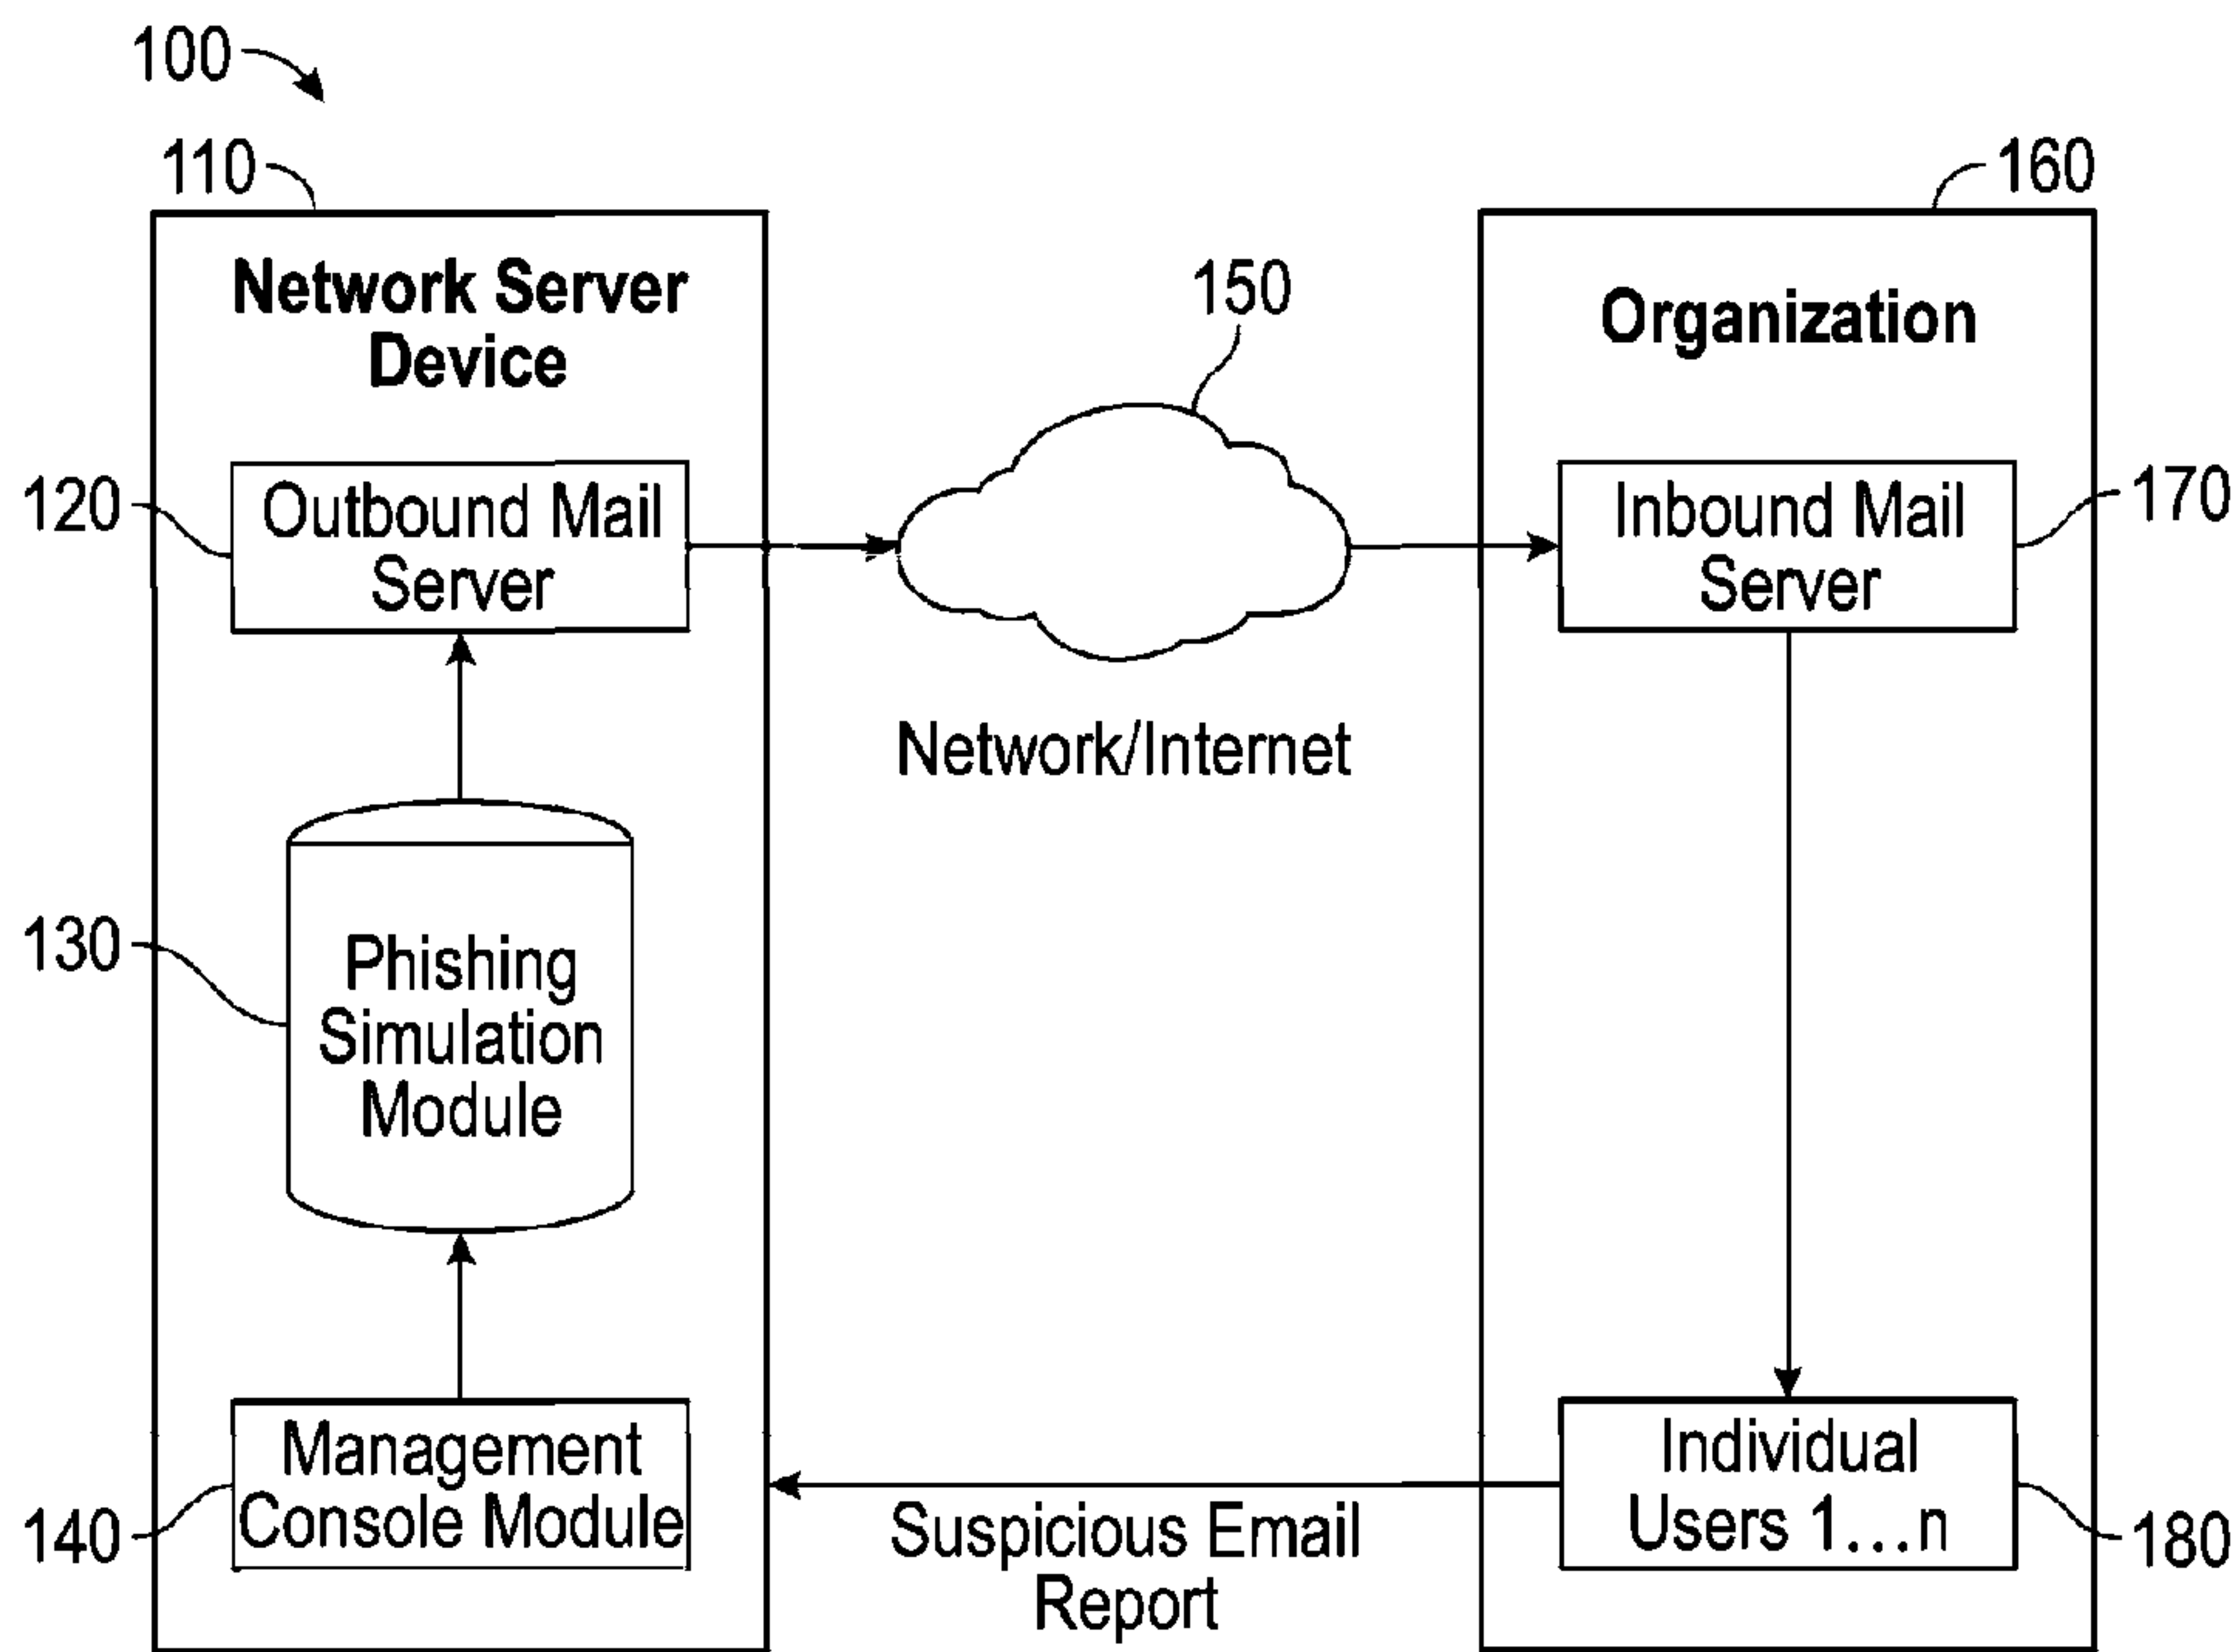 100
110
160
Network Server
Device
150
Organization
120
Outbound Mail
Server
Inbound Mail
Server
170
Network/Internet
130
Phishing
Simulation
Module
140
Management
Console Module
Suspicious Email
Report
Individual
Users 1...n
180